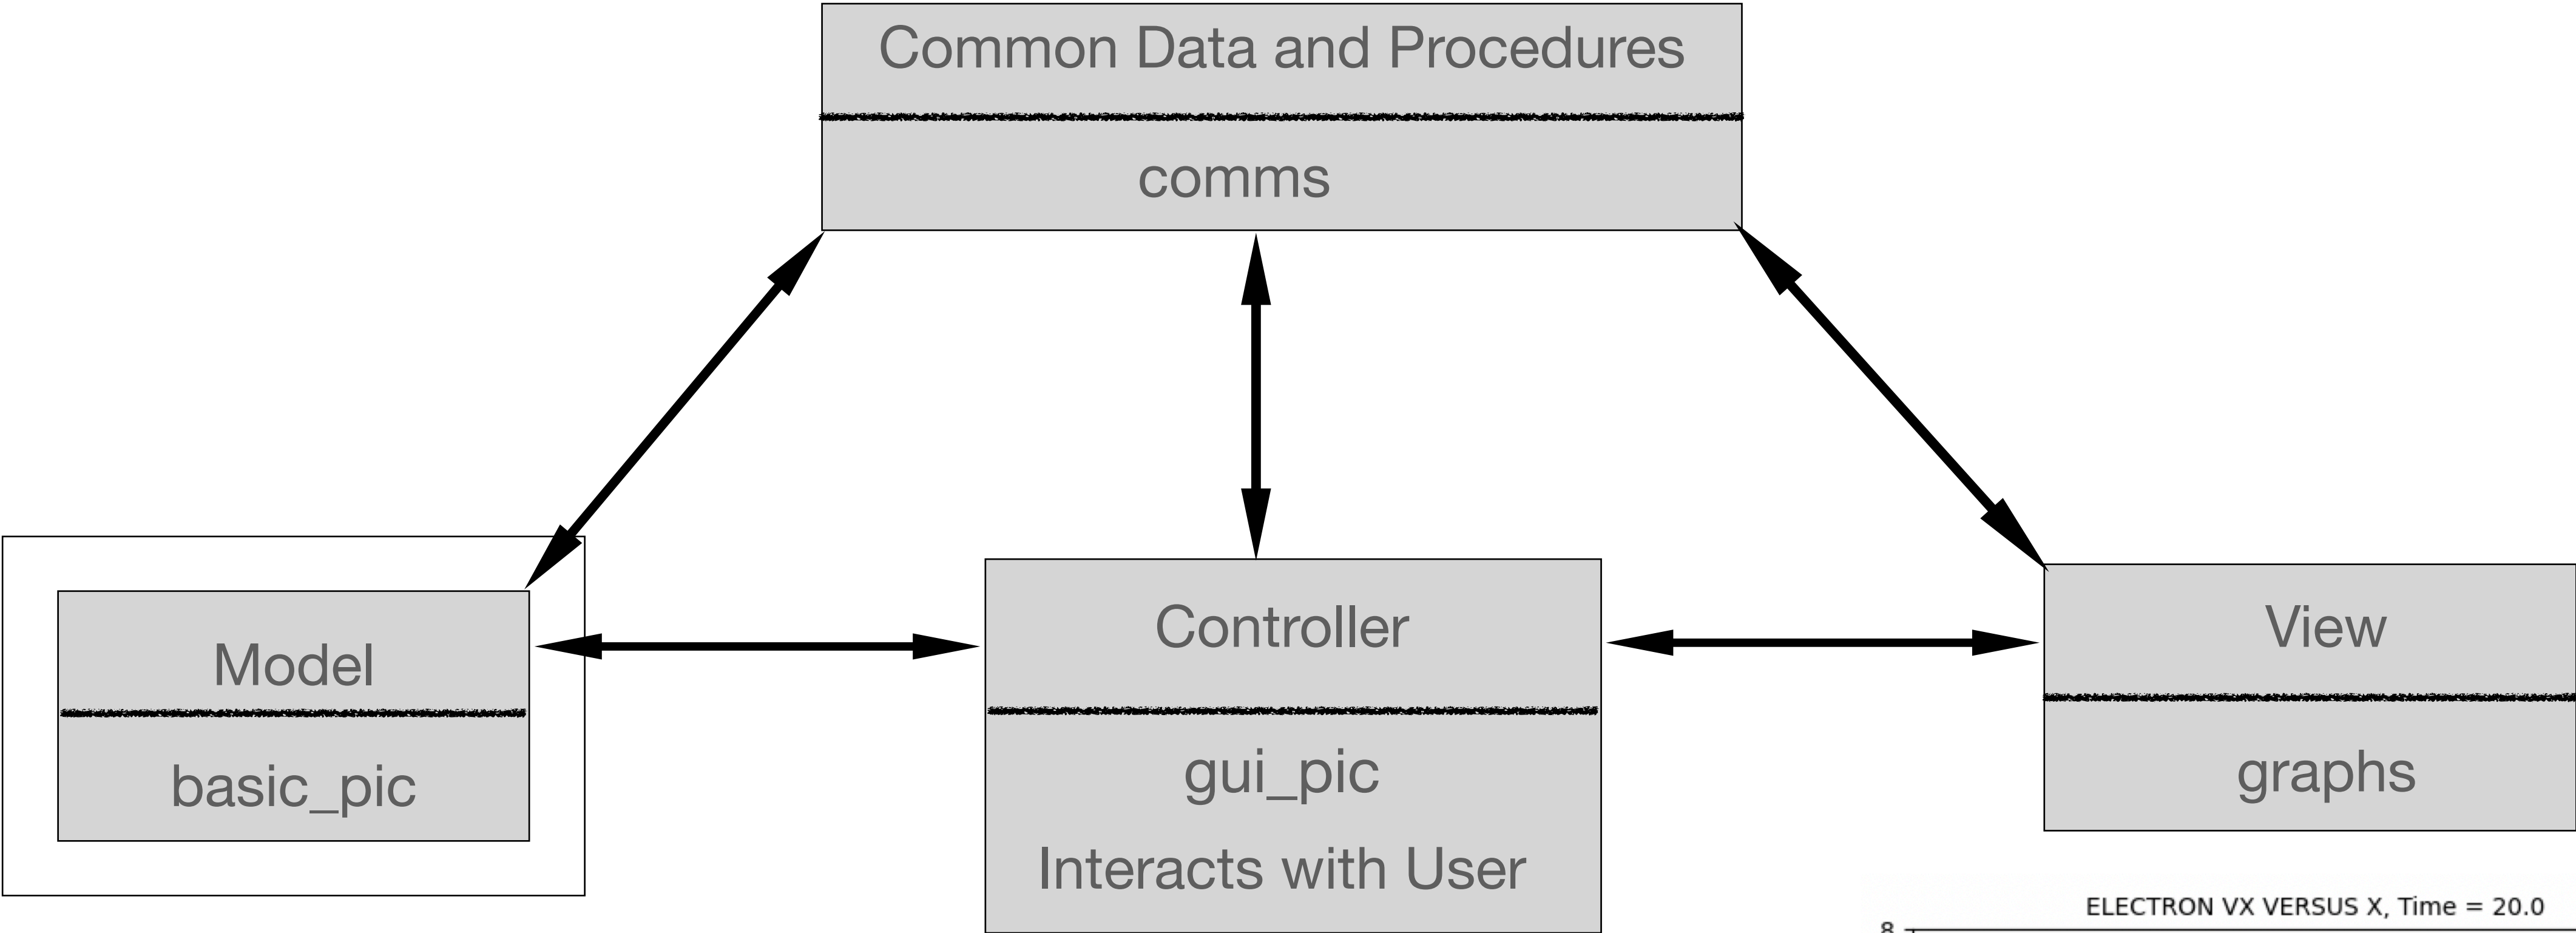 Common Data and Procedures
comms
Model
basic_pic
Controller
gui_pic
Interacts with User
View
graphs
ELECTRON VX VERSUS X, Time = 20.0
8